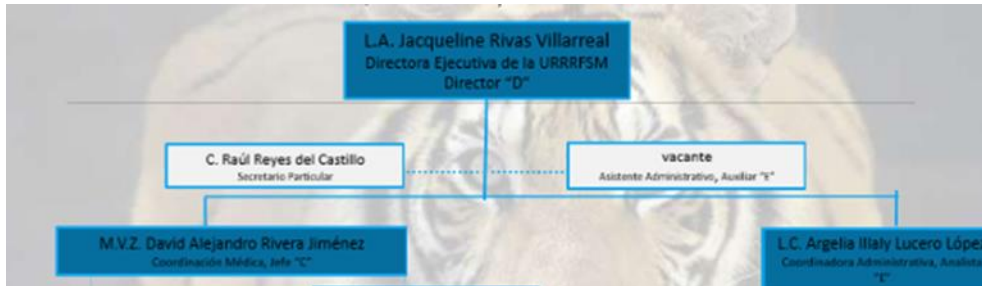 L.A. Jacqueline Rivas Villarreal
Directora Ejecutiva de la URRRFSM
Director "D"
C. Raúl Reyes del Castillo
Secretario Particular
vacante
Asistente Administrativo, Auxiliar "E"
M.V.Z. David Alejandro Rivera Jiménez
Coordinación Médica, Jefe "C"
L.C. Argelia Illaly Lucero López
Coordinadora Administrativa, Analista
"E"